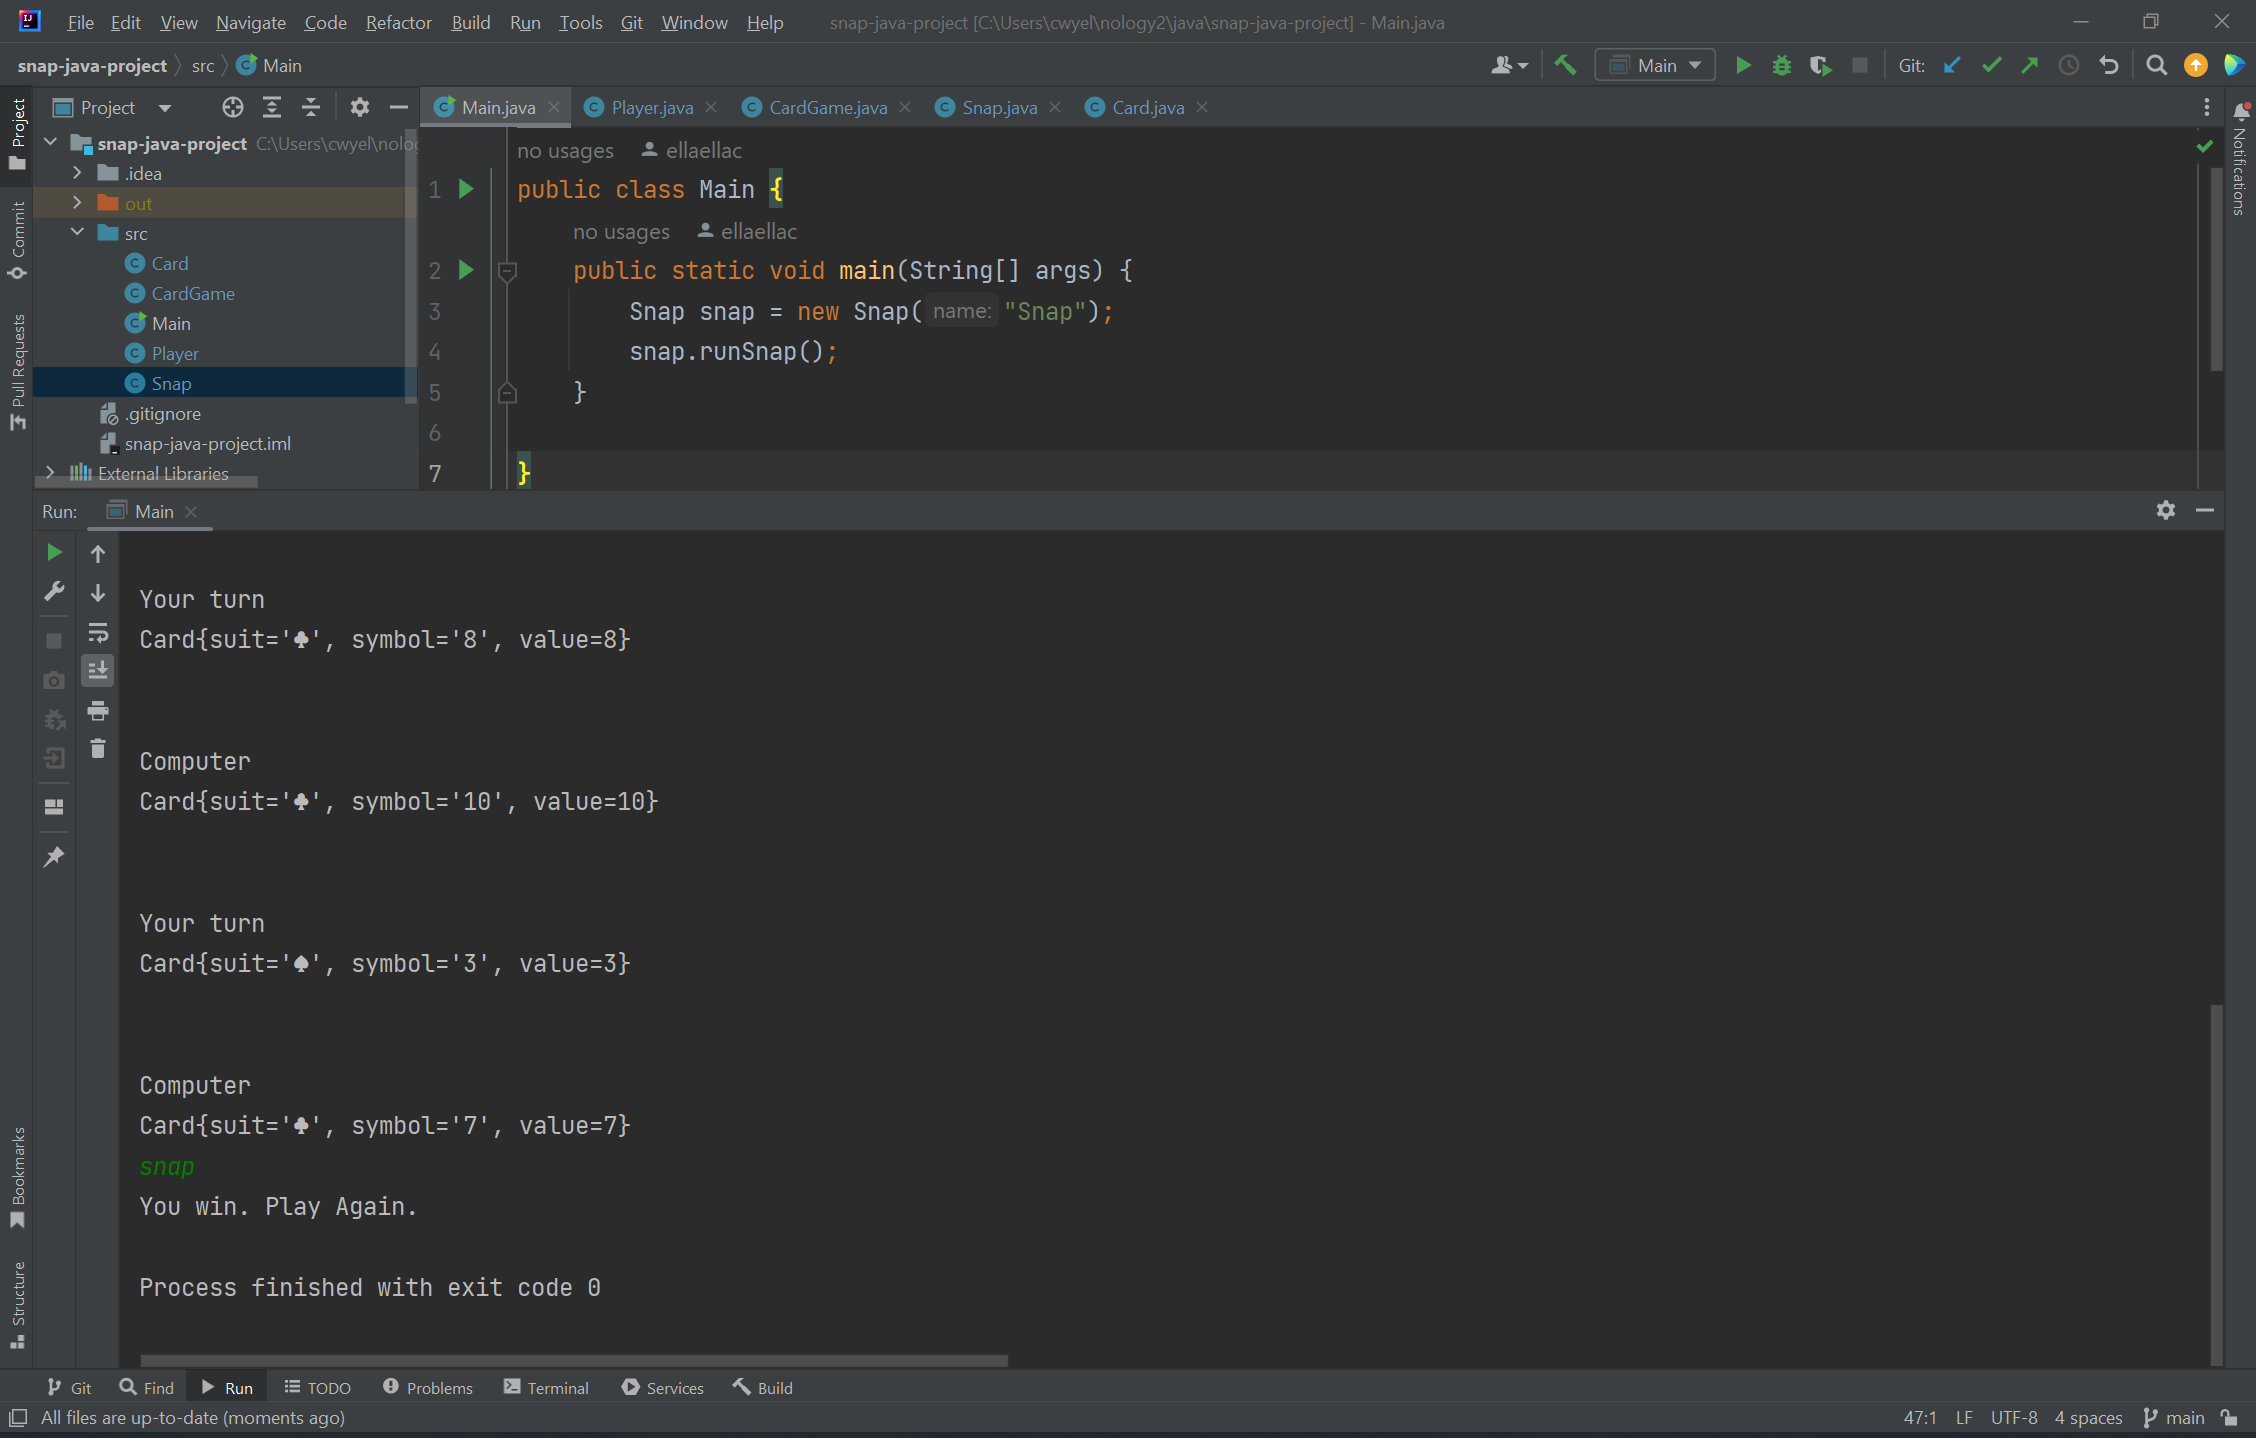 File Edit View Navigate Code Refactor Build Run Tools Git Window Help snap-java-project [C:\Users\cwyel\nology2\java\snap-java-project] - Main.java
snap-java-project src Main
Main Git:
Project
Main.java Player.java CardGame.java Snap.java Card.java
snap-java-project
.idea
out
src
Card
CardGame
Main
Player
Snap
.gitignore
snap-java-project.iml
External Libraries
no usages ellaellac
1 public class Main {
no usages ellaellac
2 public static void main(String[] args) {
3 Snap snap = new Snap( name: "Snap");
4 snap.runSnap();
5 }
6
7 }
Run: Main
Your turn
Card{suit='♣', symbol='8', value=8}
Computer
Card{suit='♣', symbol='10', value=10}
Your turn
Card{suit='♠', symbol='3', value=3}
Computer
Card{suit='♣', symbol='7', value=7}
snap
You win. Play Again.
Process finished with exit code 0
Project
Commit
Pull Requests
Bookmarks
Structure
Notifications
Git Find Run TODO Problems Terminal Services Build
All files are up-to-date (moments ago)
47:1 LF UTF-8 4 spaces main